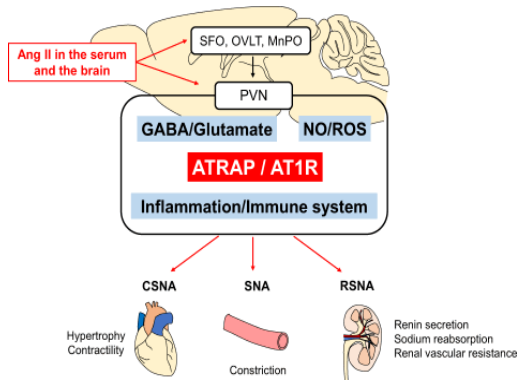 SFO, OVLT, MnPO
Ang II in the serum
and the brain
PVN
GABA/Glutamate
NO/ROS
ATRAP / AT1R
Inflammation/Immune system
CSNA
SNA
RSNA
Hypertrophy
Contractility
Constriction
Renin secretion
Sodium reabsorption
Renal vascular resistance